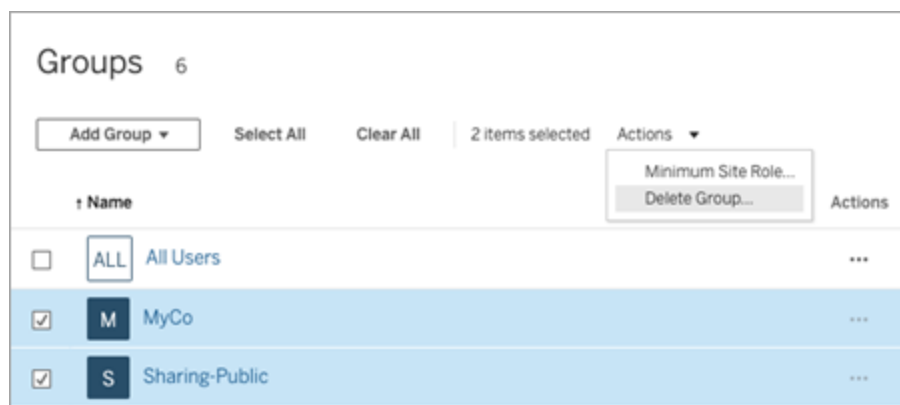 Groups 6
Add Group ▾ Select All Clear All 2 items selected Actions ▾
Minimum Site Role...
Delete Group...
↑ Name Actions
ALL All Users ...
M MyCo ...
S Sharing-Public ...